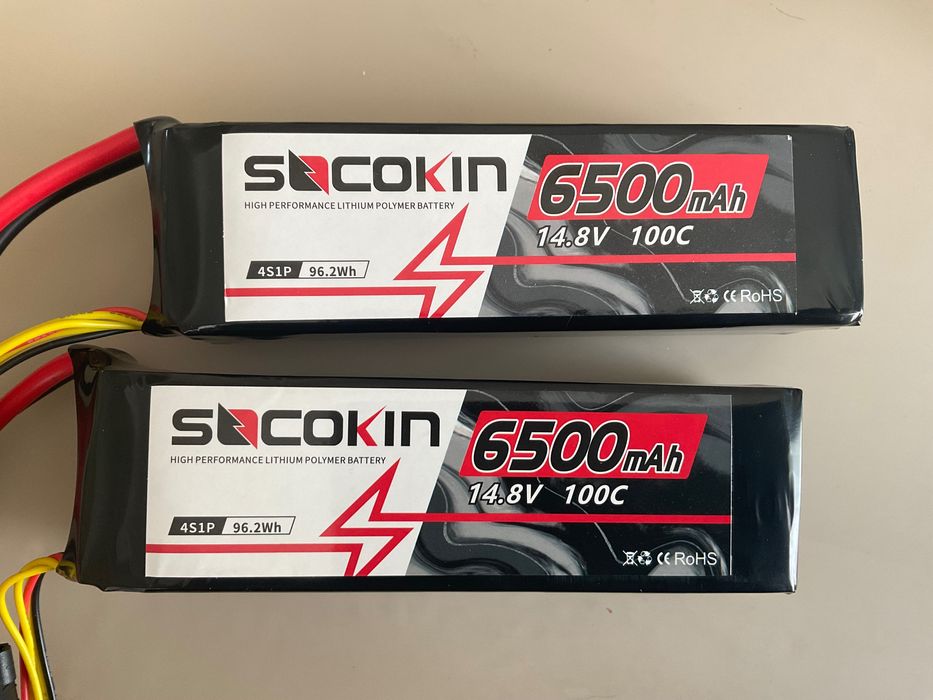 SOCOKIN
HIGH PERFORMANCE LITHIUM POLYMER BATTERY
4S1P 96.2Wh
6500mAh
14.8V 100C
CE RoHS
SOCOKIN
HIGH PERFORMANCE LITHIUM POLYMER BATTERY
4S1P 96.2Wh
6500mAh
14.8V 100C
CE RoHS